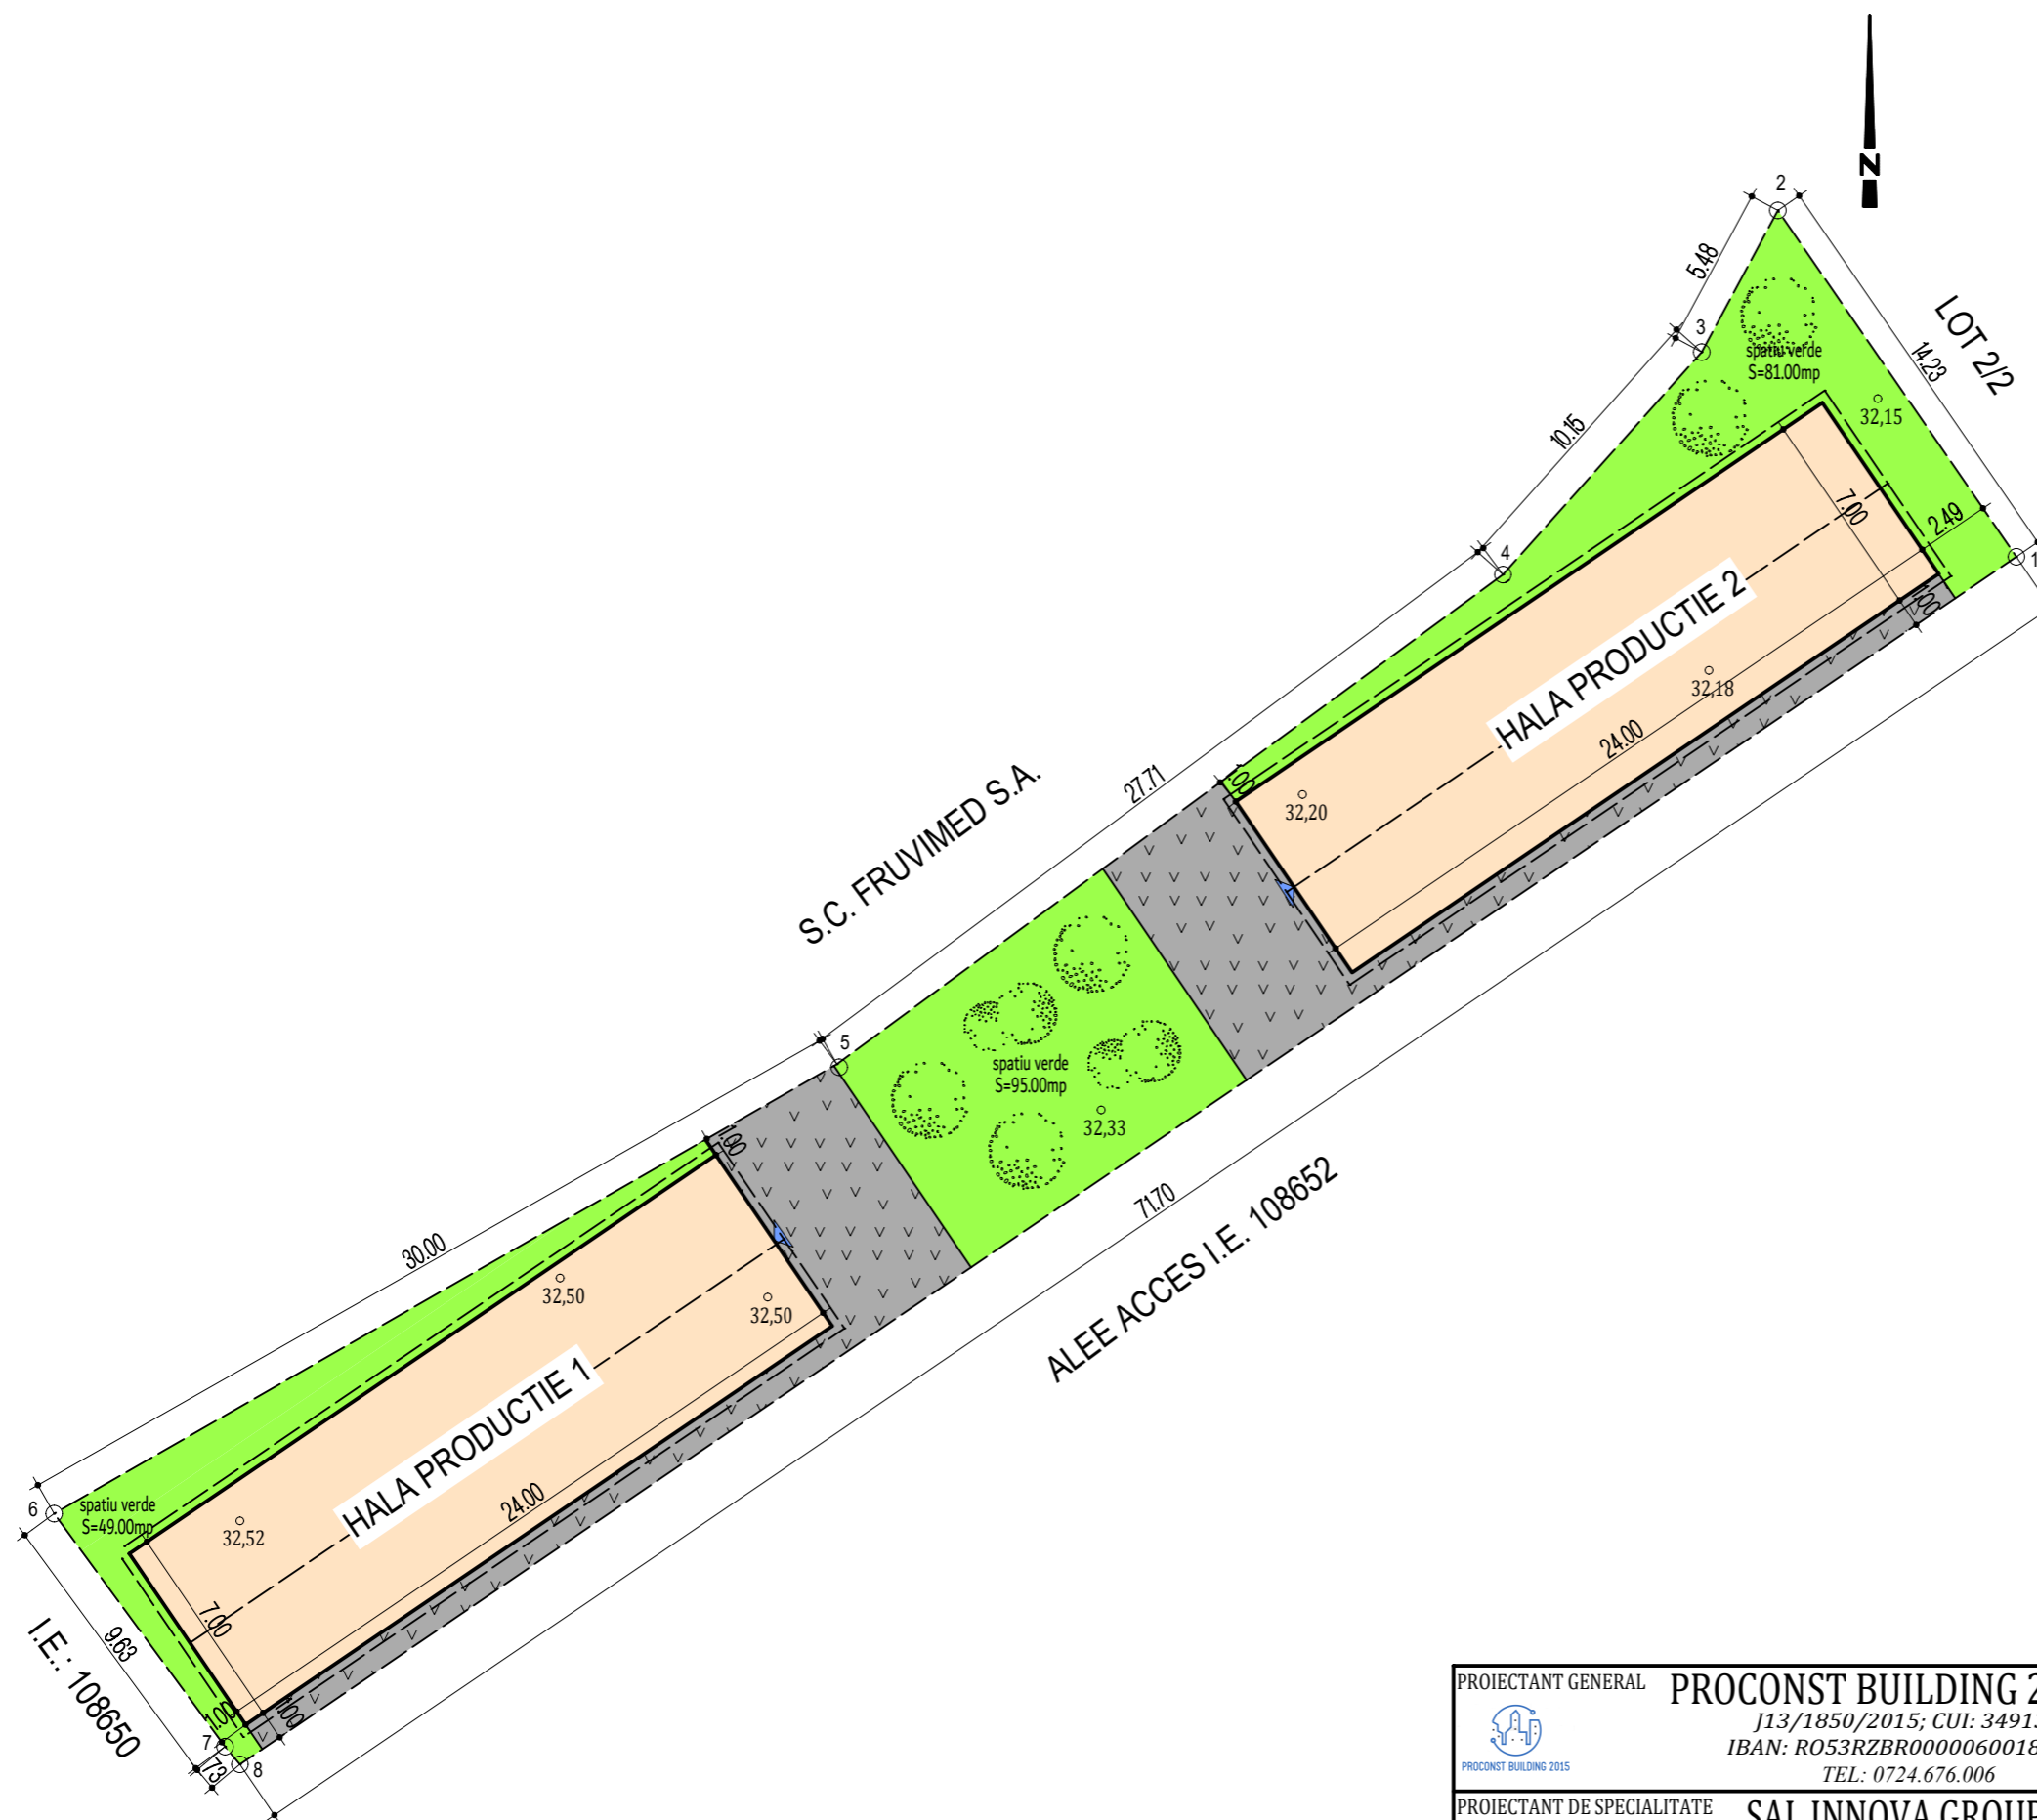 N
2
5.48
3
LOT 2/2
14.23
spatiu verde
S=81.00mp
32,15
10.15
7.00
2.49
4
1
1.00
HALA PRODUCTIE 2
32,18
24.00
27.71
1.00
32,20
S.C. FRUVIMED S.A.
5
spatiu verde
S=95.00mp
32,33
1.00
71.70
ALEE ACCES I.E. 108652
30.00
32,50
32,50
HALA PRODUCTIE 1
24.00
6
spatiu verde
S=49.00mp
32,52
7.00
9.63
I.E.: 108650
1.00
1.00
7
.73
8
PROIECTANT GENERAL
PROCONST BUILDING
J13/1850/2015; CUI:
PROCONST BUILDING 2015
TEL: 0724.676.006
PROIECTANT DE SPECIALITATE
SAL INNOVA GROUP